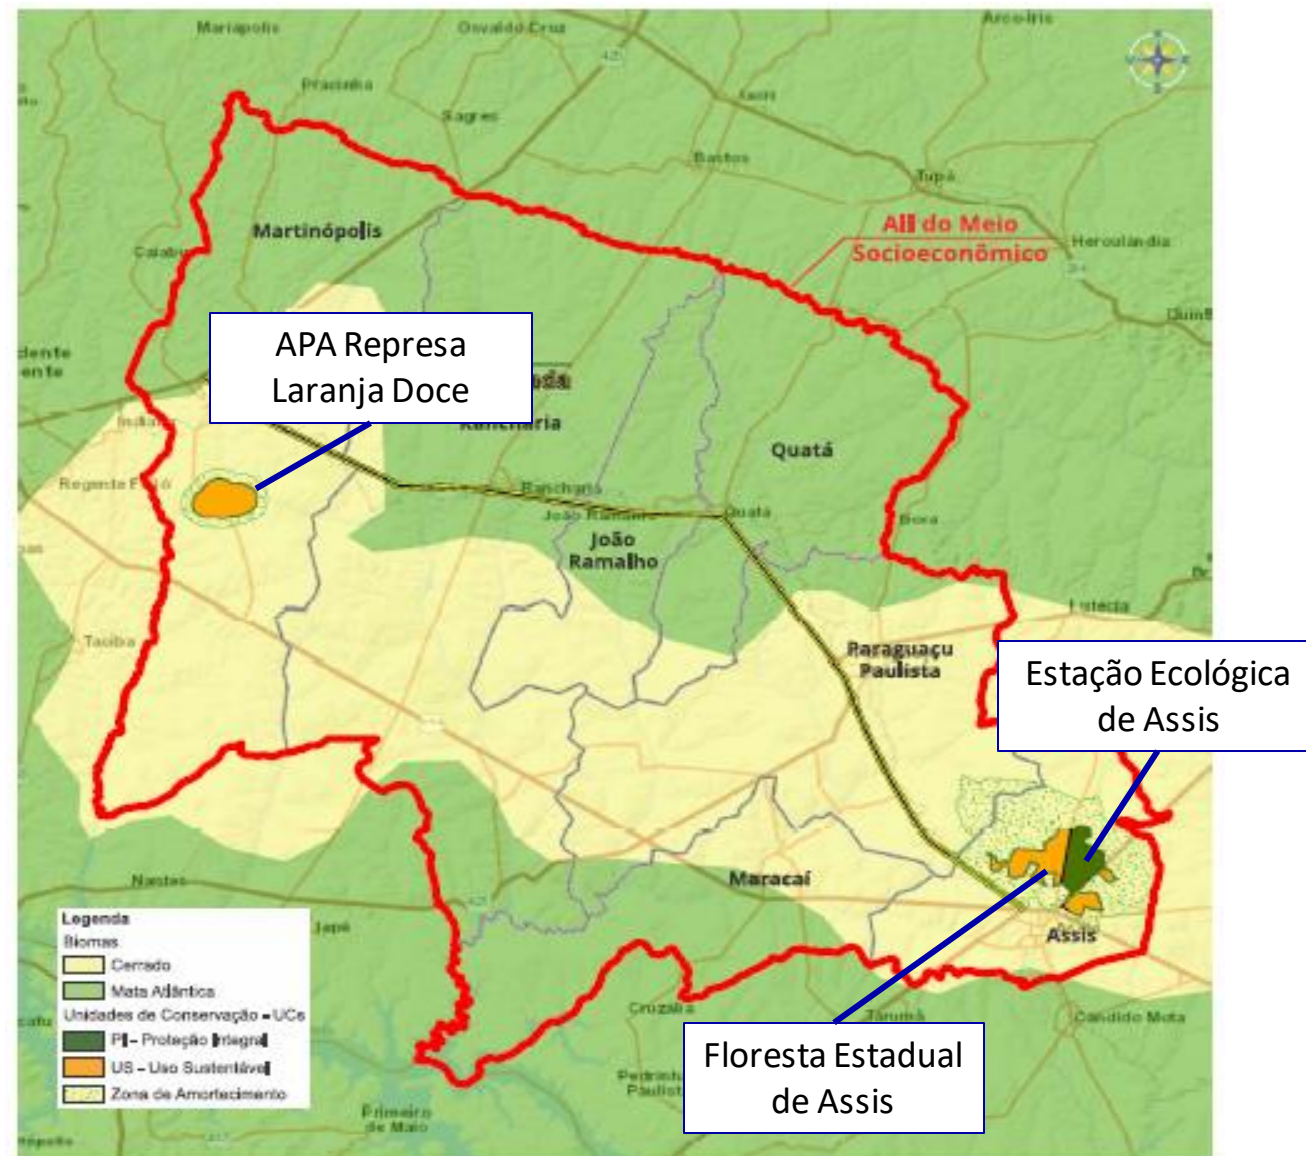 Mariápolis
Osvaldo Cruz
Arco-Íris
Pracinha
Sagres
Iacri
Bastos
Tupã
Martinópolis
AII do Meio
Socioeconômico
Herculândia
Caiabu
APA Represa
Laranja Doce
Rancharia
Quatá
Regente
Rancharia
João Ramalho
Quatá
Borá
João
Ramalho
Lutécia
Taciba
Paraguaçu
Paulista
Estação Ecológica
de Assis
Maracaí
Nantes
Assis
Legenda
Biomas
Cerrado
Mata Atlântica
Unidades de Conservação - UCs
PI - Proteção Integral
US - Uso Sustentável
Zona de Amortecimento
Iepê
Cruzália
Tarumã
Cândido Mota
Floresta Estadual
de Assis
Paulista
Primeiro
de Maio